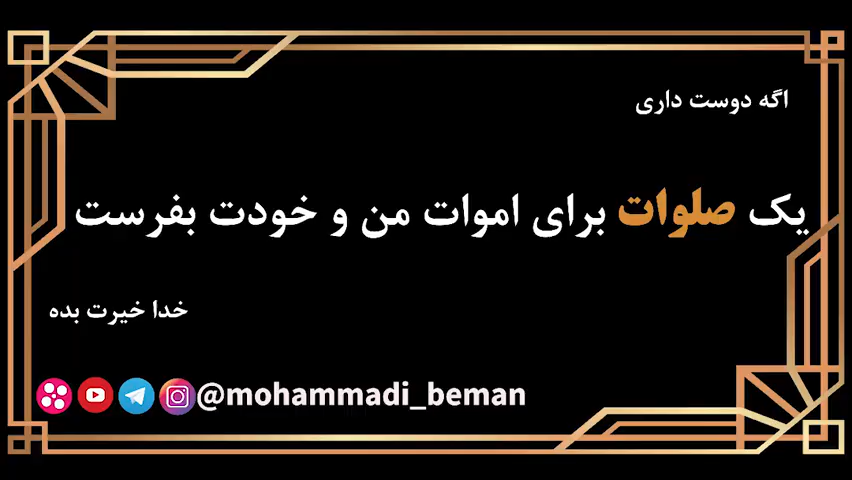 اگه دوست داری
یک صلوات برای اموات من و خودت بفرست
خدا خیرت بده
@mohammadi_beman